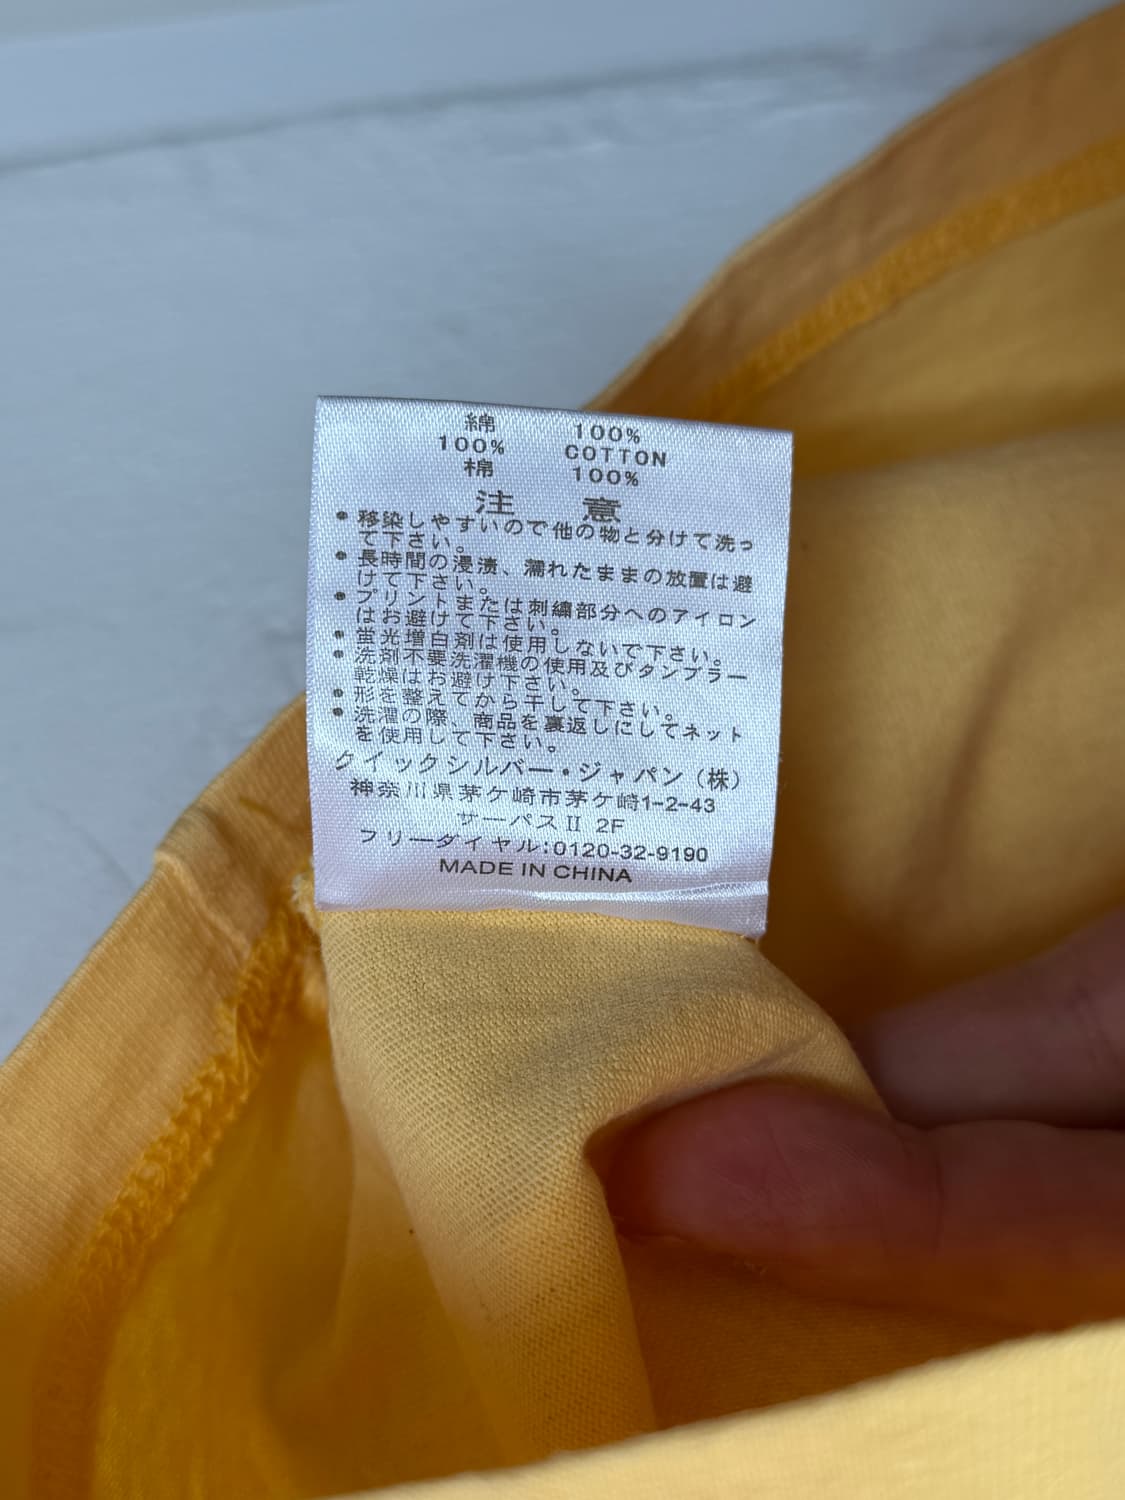 綿 100%
100% COTTON
棉 100%
注 意
• 移染しやすいので他の物と分けて洗っ
て下さい。
• 長時間の浸漬、濡れたままの放置は避
けて下さい。
• プリントまたは刺繍部分へのアイロン
はお避けて下さい。
• 蛍光増白剤は使用しないで下さい。
• 洗剤不要洗濯機の使用及びタンブラー
乾燥はお避け下さい。
• 形を整えてから干して下さい。
• 洗濯の際、商品を裏返しにしてネット
を使用して下さい。
クイックシルバー・ジャパン（株）
神奈川県茅ケ崎市茅ケ崎1-2-43
サーパスII 2F
フリーダイヤル:0120-32-9190
MADE IN CHINA